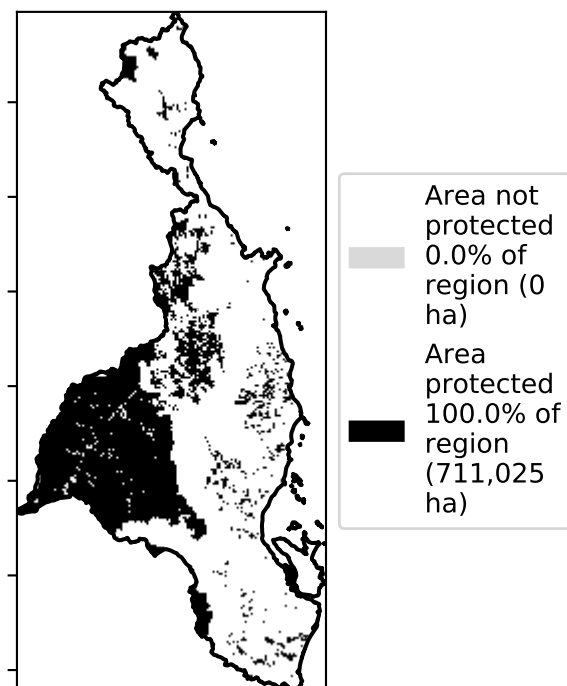 Area not
protected
0.0% of
region (0
ha)
Area
protected
100.0% of
region
(711,025
ha)